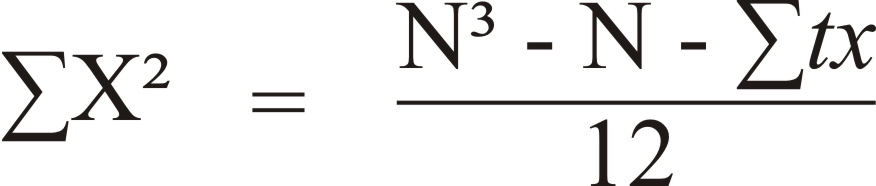 ∑X² = (N³ - N - ∑tx) / 12